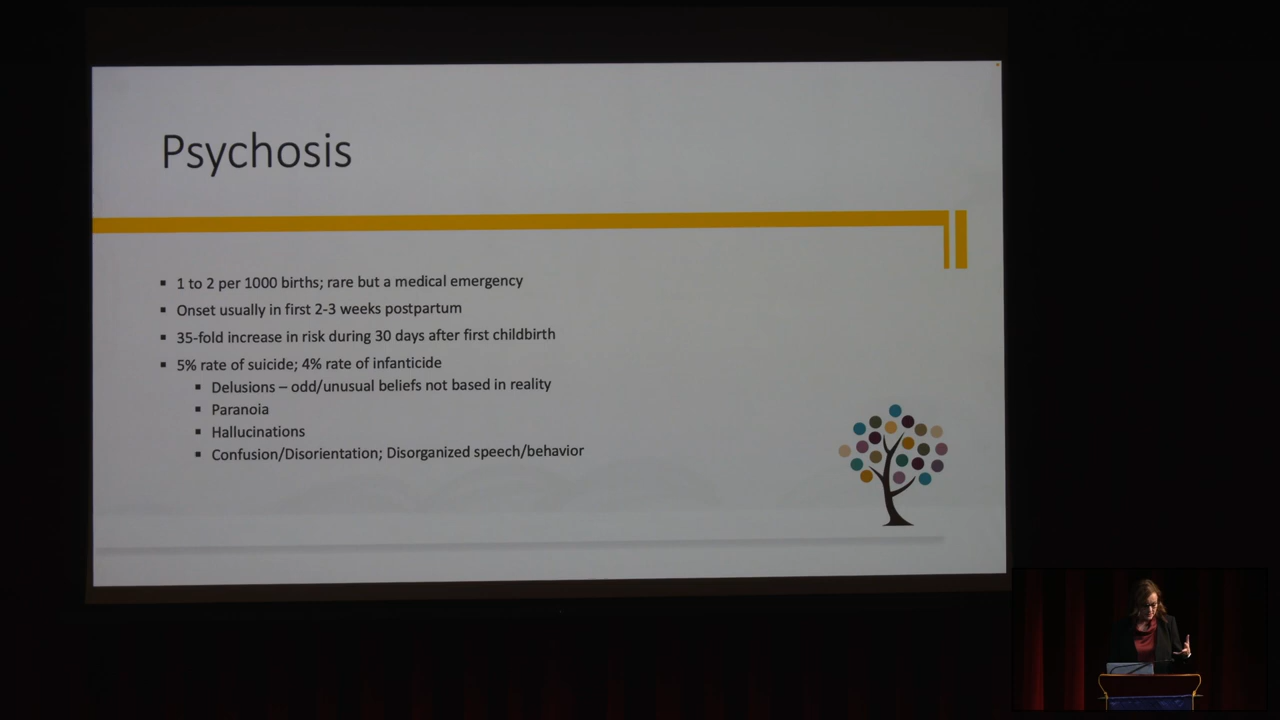 Psychosis
▪ 1 to 2 per 1000 births; rare but a medical emergency
▪ Onset usually in first 2-3 weeks postpartum
▪ 35-fold increase in risk during 30 days after first childbirth
▪ 5% rate of suicide; 4% rate of infanticide
▪ Delusions – odd/unusual beliefs not based in reality
▪ Paranoia
▪ Hallucinations
▪ Confusion/Disorientation; Disorganized speech/behavior